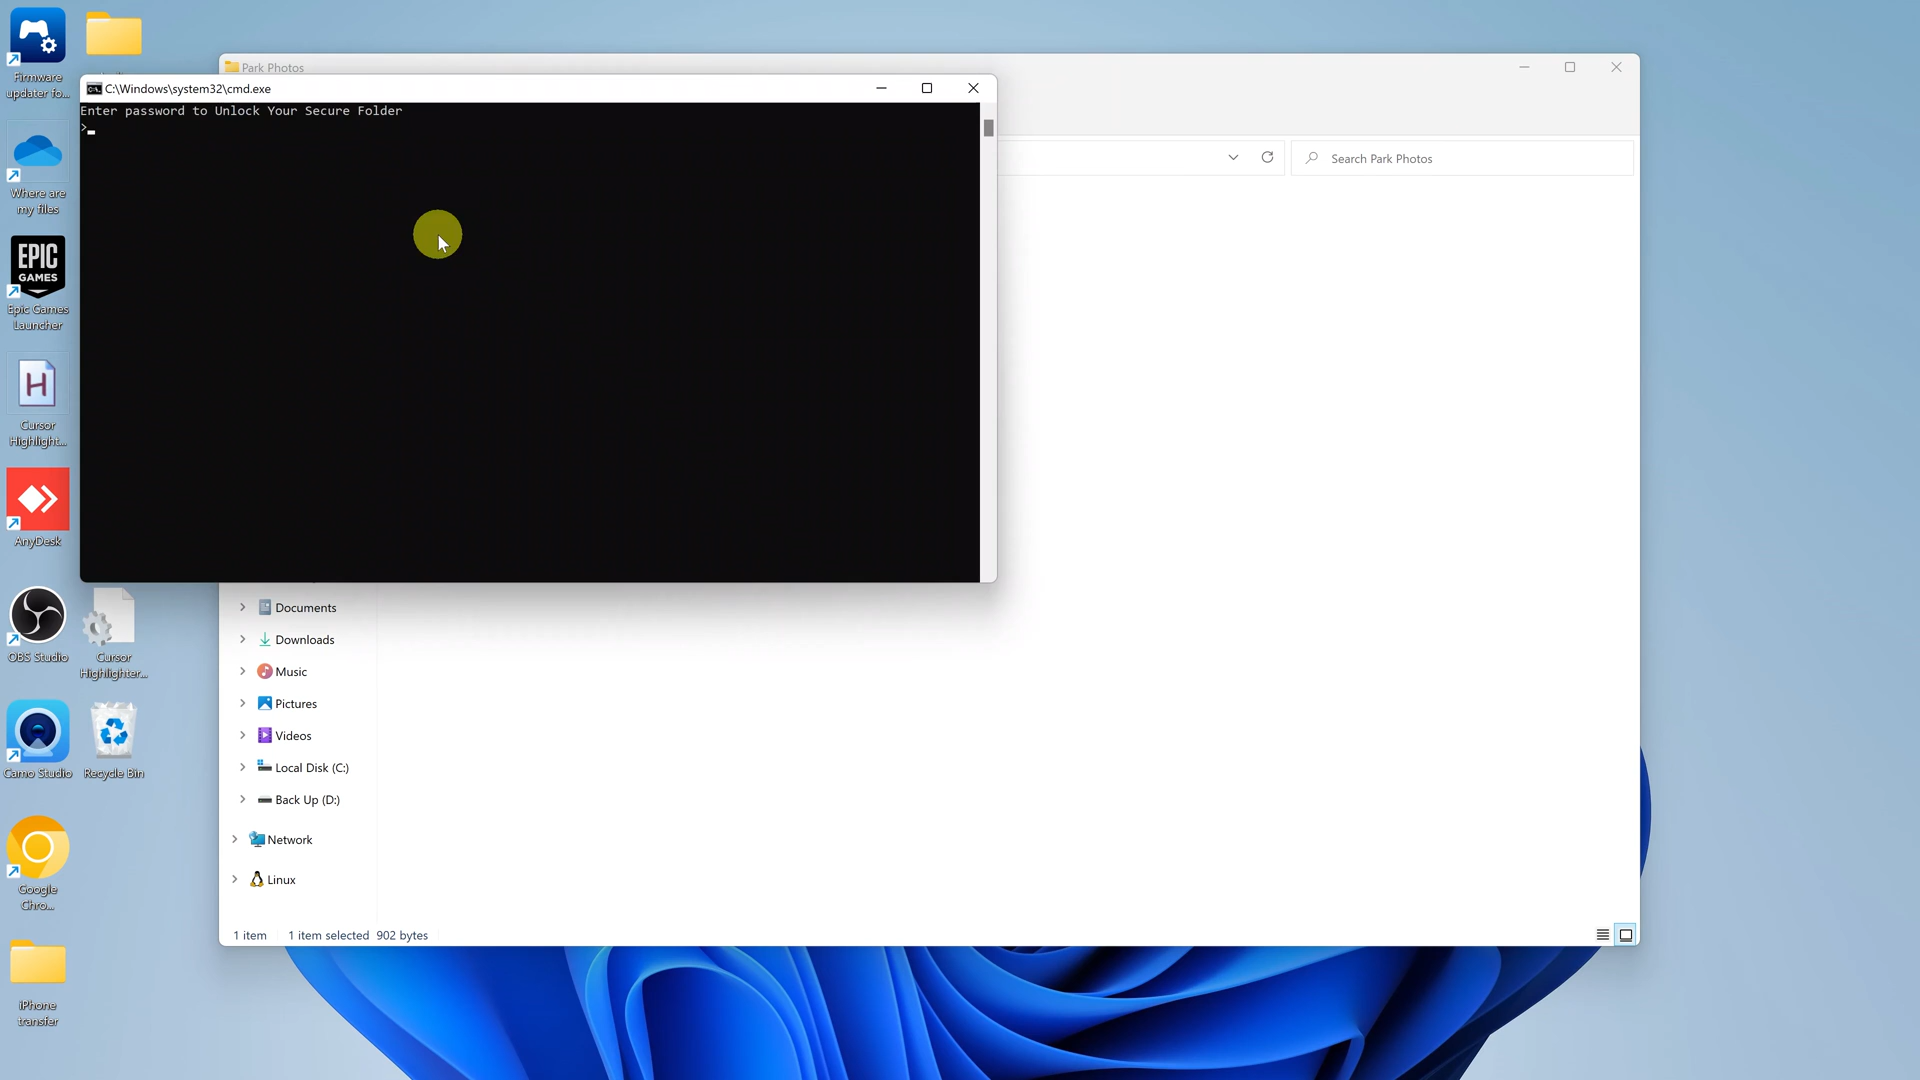 Firmware
updater fo...
Where are
my files
EPIC
GAMES
Epic Games
Launcher
H
Cursor
Highlight...
AnyDesk
OBS Studio
Cursor
Highlighter...
Camo Studio
Recycle Bin
Google
Chro...
iPhone
transfer
Park Photos
C:\Windows\system32\cmd.exe
Enter password to Unlock Your Secure Folder
>
Search Park Photos
Documents
Downloads
Music
Pictures
Videos
Local Disk (C:)
Back Up (D:)
Network
Linux
1 item
1 item selected 902 bytes